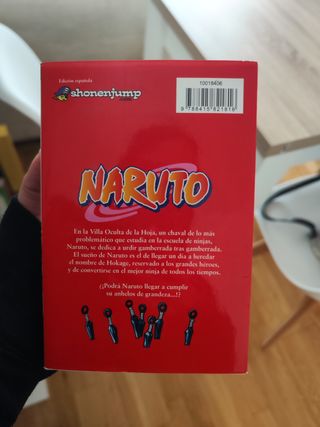 Edición española
shonenjump
.com
10018406
9788415821816
NARUTO
En la Villa Oculta de la Hoja, un chaval de lo más
problemático que estudia en la escuela de ninjas,
Naruto, se dedica a urdir gamberrada tras gamberrada.
El sueño de Naruto es el de llegar un día a heredar
el nombre de Hokage, reservado a los grandes héroes,
y de convertirse en el mejor ninja de todos los tiempos.
¿¡Podrá Naruto llegar a cumplir
su anhelos de grandeza...!?